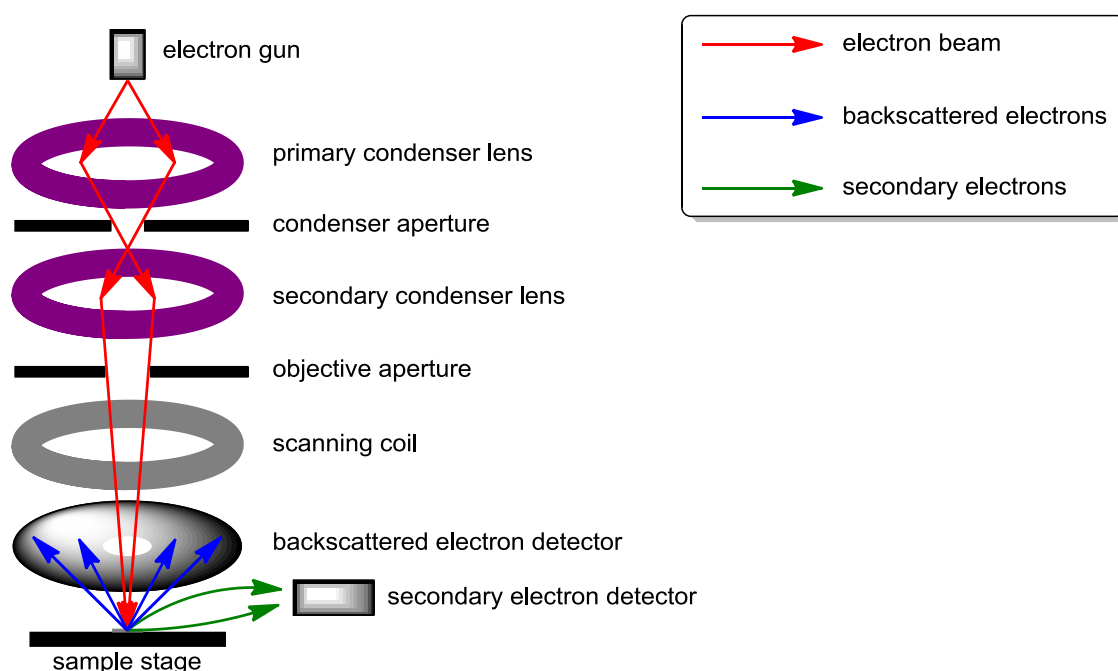 electron gun
primary condenser lens
condenser aperture
secondary condenser lens
objective aperture
scanning coil
backscattered electron detector
secondary electron detector
sample stage
electron beam
backscattered electrons
secondary electrons